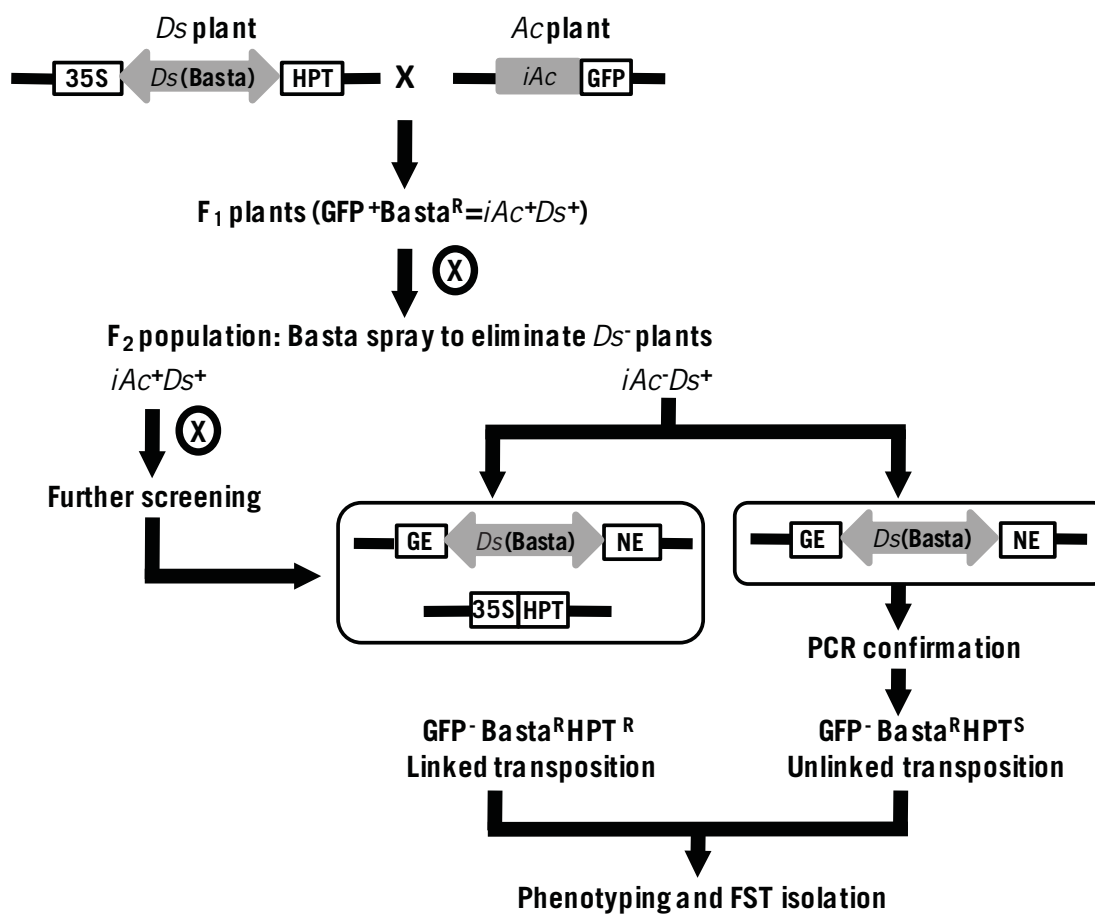 Ds plant
Ac plant
35S Ds (Basta) HPT X iAc GFP
F₁ plants (GFP⁺Bastaᴿ=iAc⁺Ds⁺)
X
F₂ population: Basta spray to eliminate Ds⁻ plants
iAc⁺Ds⁺
iAc⁻Ds⁺
X
Further screening
GE Ds (Basta) NE
35S HPT
GE Ds (Basta) NE
PCR confirmation
GFP⁻ BastaᴿHPT ᴿ
Linked transposition
GFP⁻ BastaᴿHPTˢ
Unlinked transposition
Phenotyping and FST isolation